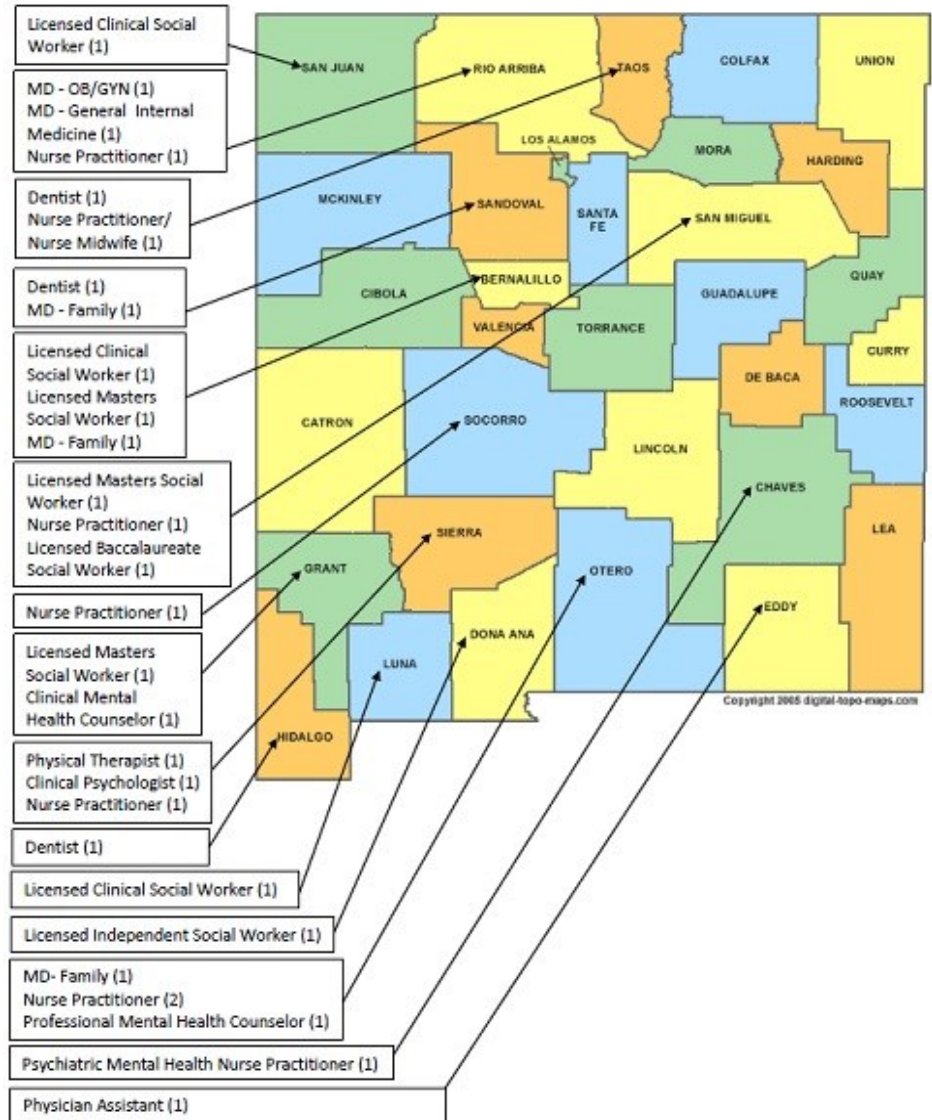 Licensed Clinical Social
Worker (1)
MD - OB/GYN (1)
MD - General Internal
Medicine (1)
Nurse Practitioner (1)
Dentist (1)
Nurse Practitioner/
Nurse Midwife (1)
Dentist (1)
MD - Family (1)
Licensed Clinical
Social Worker (1)
Licensed Masters
Social Worker (1)
MD - Family (1)
Licensed Masters Social
Worker (1)
Nurse Practitioner (1)
Licensed Baccalaureate
Social Worker (1)
Nurse Practitioner (1)
Licensed Masters
Social Worker (1)
Clinical Mental
Health Counselor (1)
Physical Therapist (1)
Clinical Psychologist (1)
Nurse Practitioner (1)
Dentist (1)
Licensed Clinical Social Worker (1)
Licensed Independent Social Worker (1)
MD- Family (1)
Nurse Practitioner (2)
Professional Mental Health Counselor (1)
Psychiatric Mental Health Nurse Practitioner (1)
Physician Assistant (1)
SAN JUAN
RIO ARRIBA
TAOS
COLFAX
UNION
LOS ALAMOS
MORA
HARDING
MCKINLEY
SANDOVAL
SANTA
FE
SAN MIGUEL
QUAY
CIBOLA
BERNALILLO
GUADALUPE
VALENCIA
TORRANCE
CURRY
DE BACA
ROOSEVELT
CATRON
SOCORRO
LINCOLN
CHAVES
LEA
SIERRA
GRANT
OTERO
EDDY
DONA ANA
LUNA
HIDALGO
Copyright 2005 digital-topo-maps.com